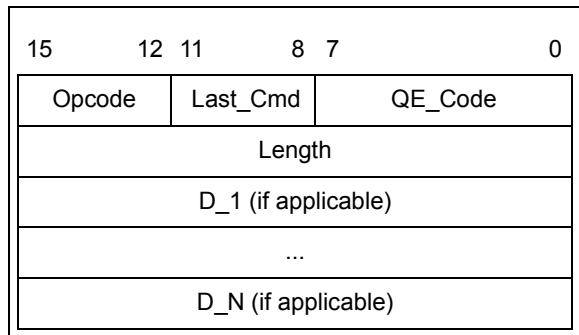 15 12 11 8 7 0
Opcode Last_Cmd QE_Code
Length
D_1 (if applicable)
...
D_N (if applicable)